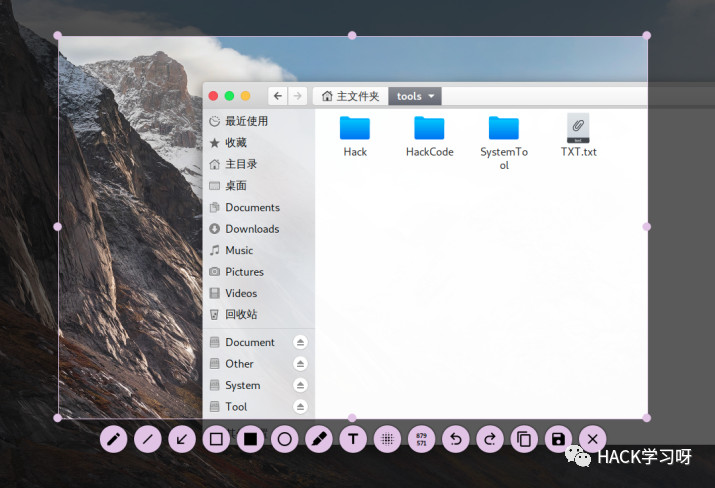 主文件夹
tools
最近使用
收藏
主目录
桌面
Documents
Downloads
Music
Pictures
Videos
回收站
Document
Other
System
Tool
Hack
HackCode
SystemTo
ol
TXT.txt
879
571
T
HACK学习呀